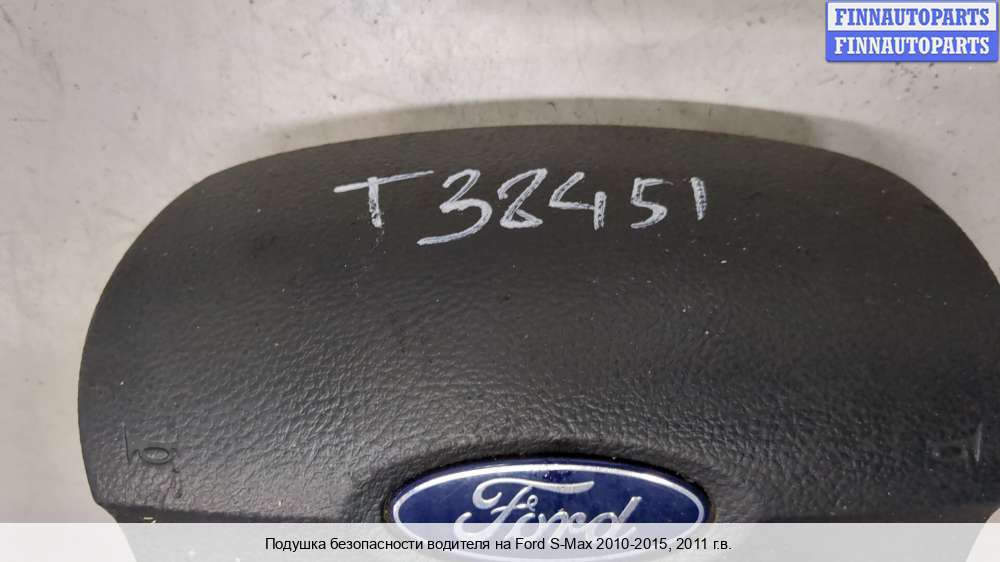 FINNAUTOPARTS
FINNAUTOPARTS
T38451
Ford
Подушка безопасности водителя на Ford S-Max 2010-2015, 2011 г.в.